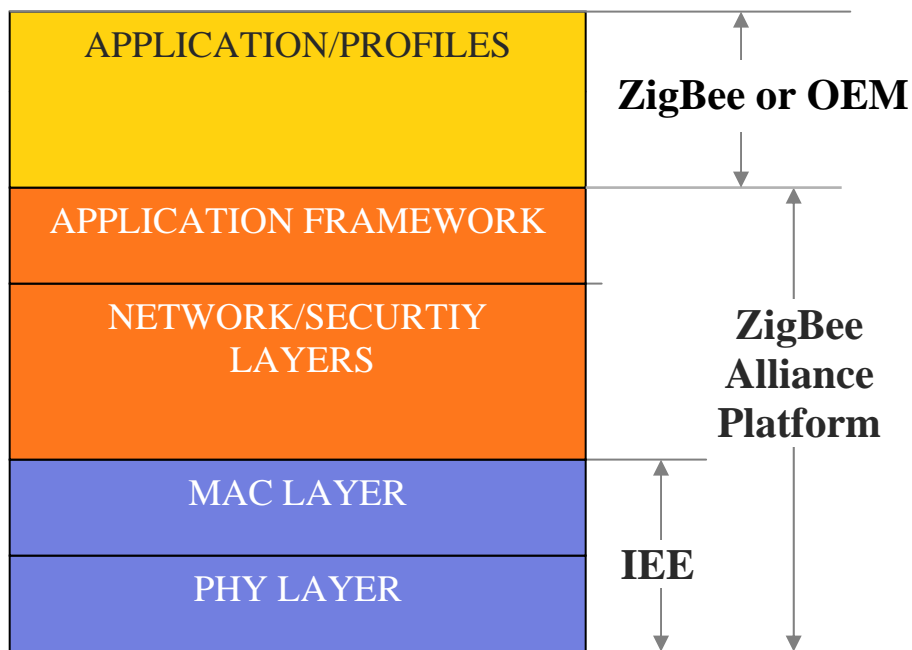 APPLICATION/PROFILES
ZigBee or OEM
APPLICATION FRAMEWORK
NETWORK/SECURTIY
LAYERS
ZigBee
Alliance
Platform
MAC LAYER
IEE
PHY LAYER